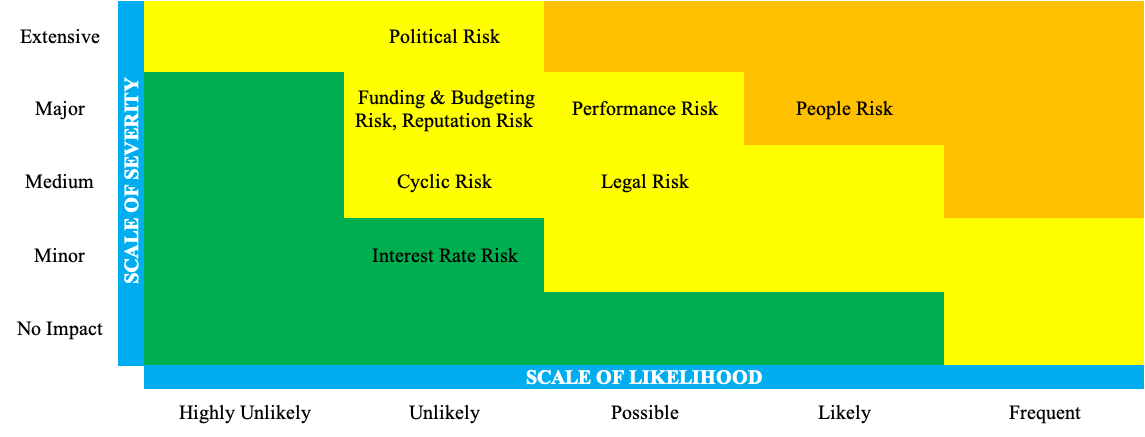 Extensive
Political Risk
Major
Funding & Budgeting
Risk, Reputation Risk
Performance Risk
People Risk
Medium
Cyclic Risk
Legal Risk
Minor
Interest Rate Risk
No Impact
SCALE OF SEVERITY
SCALE OF LIKELIHOOD
Highly Unlikely
Unlikely
Possible
Likely
Frequent